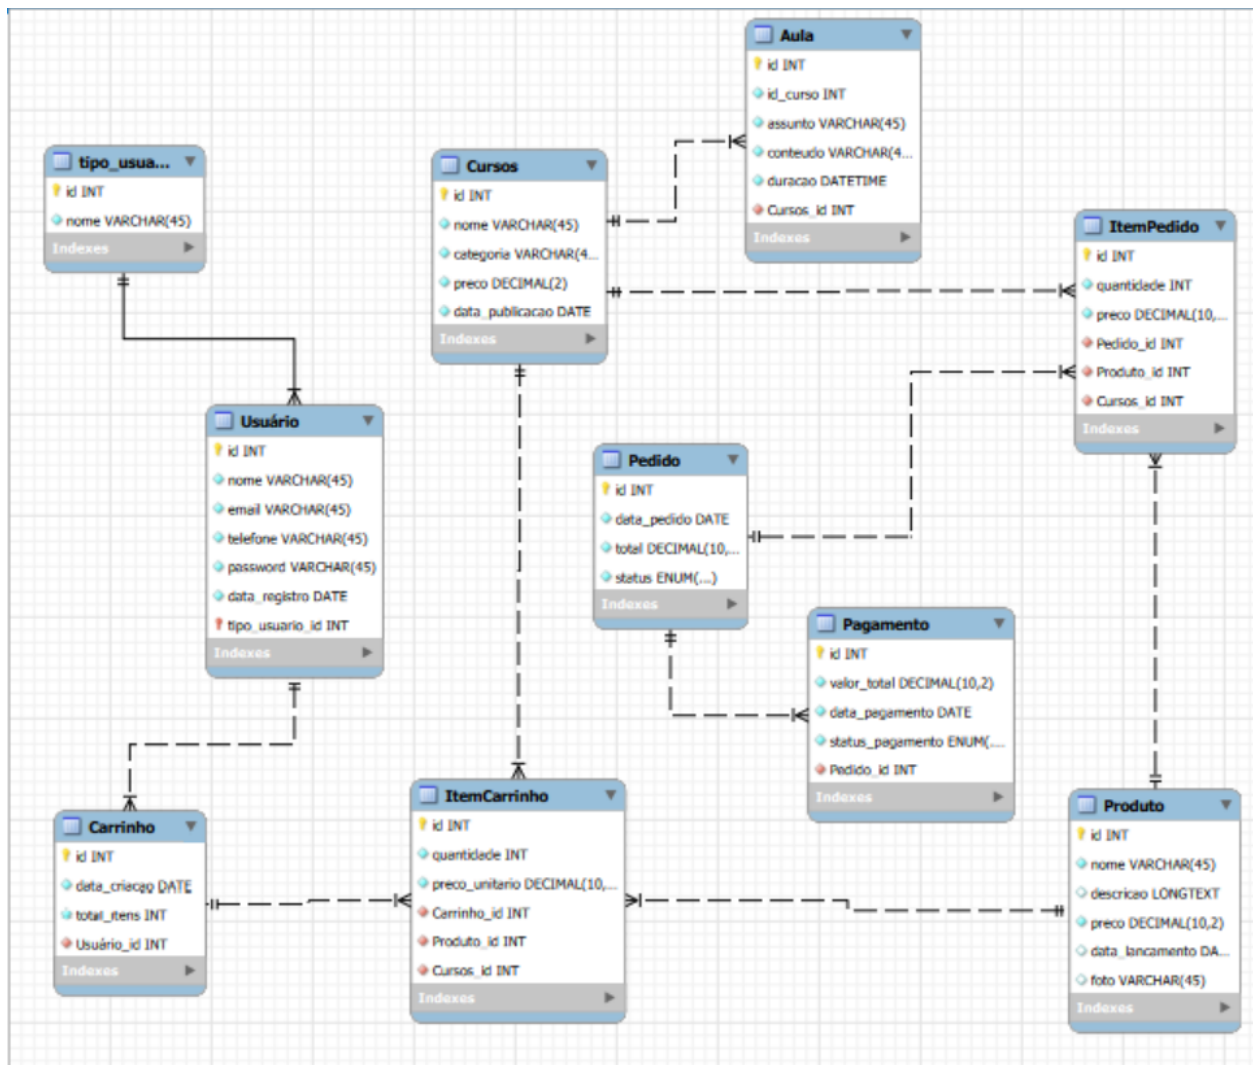 Aula
id INT
id_curso INT
assunto VARCHAR(45)
conteudo VARCHAR(4...
duracao DATETIME
Cursos_id INT
Indexes
tipo_usua...
id INT
nome VARCHAR(45)
Indexes
Cursos
id INT
nome VARCHAR(45)
categoria VARCHAR(4...
preco DECIMAL(2)
data_publicacao DATE
Indexes
ItemPedido
id INT
quantidade INT
preco DECIMAL(10,...
Pedido_id INT
Produto_id INT
Cursos_id INT
Indexes
Usuário
id INT
nome VARCHAR(45)
email VARCHAR(45)
telefone VARCHAR(45)
password VARCHAR(45)
data_registro DATE
tipo_usuario_id INT
Indexes
Pedido
id INT
data_pedido DATE
total DECIMAL(10,...
status ENUM(...)
Indexes
Pagamento
id INT
valor_total DECIMAL(10,2)
data_pagamento DATE
status_pagamento ENUM(...
Pedido_id INT
Indexes
Carrinho
id INT
data_criacao DATE
total_itens INT
Usuário_id INT
Indexes
ItemCarrinho
id INT
quantidade INT
preco_unitario DECIMAL(10,...
Carrinho_id INT
Produto_id INT
Cursos_id INT
Indexes
Produto
id INT
nome VARCHAR(45)
descricao LONGTEXT
preco DECIMAL(10,2)
data_lancamento DA...
foto VARCHAR(45)
Indexes